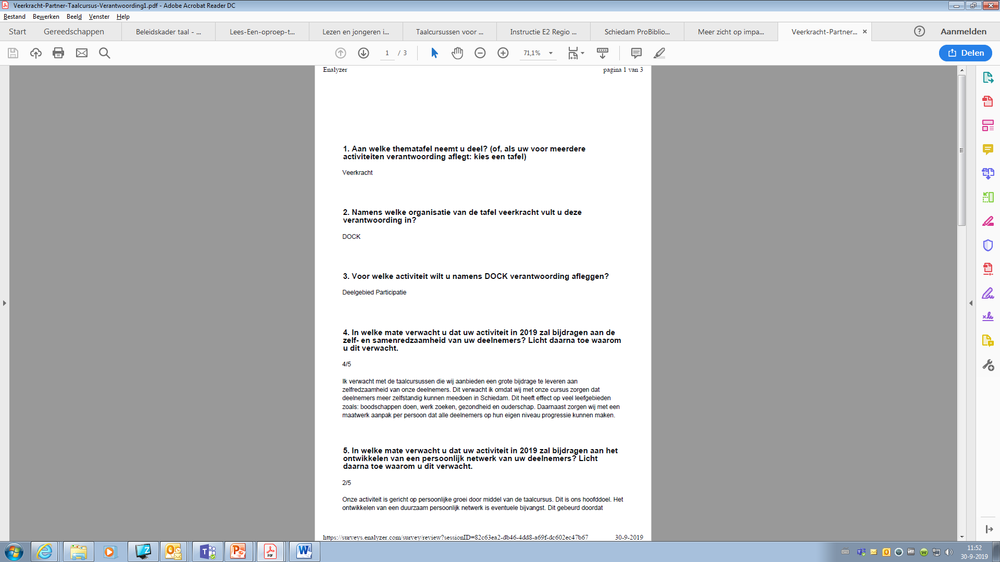 Veerkracht-Partner-Taalcursus-Verantwoording1.pdf - Adobe Acrobat Reader DC
Bestand Bewerken Beeld Venster Help
Start Gereedschappen Beleidskader taal - ... Lees-Een-oproep-t... Lezen en jongeren i... Taalcursussen voor ... Instructie E2 Regio ... Schiedam ProBiblio... Meer zicht op impa... Veerkracht-Partner... Aanmelden
1 / 3 71,1% Delen
Enalyzer pagina 1 van 3
1. Aan welke thematafel neemt u deel? (of, als uw voor meerdere
activiteiten verantwoording aflegt: kies een tafel)
Veerkracht
2. Namens welke organisatie van de tafel veerkracht vult u deze
verantwoording in?
DOCK
3. Voor welke activiteit wilt u namens DOCK verantwoording afleggen?
Deelgebied Participatie
4. In welke mate verwacht u dat uw activiteit in 2019 zal bijdragen aan de
zelf- en samenredzaamheid van uw deelnemers? Licht daarna toe waarom
u dit verwacht.
4/5
Ik verwacht met de taalcursussen die wij aanbieden een grote bijdrage te leveren aan
zelfredzaamheid van onze deelnemers. Dit verwacht ik omdat wij met onze cursus zorgen dat
deelnemers meer zelfstandig kunnen meedoen in Schiedam. Dit heeft effect op veel leefgebieden
zoals: boodschappen doen, werk zoeken, gezondheid en ouderschap. Daarnaast zorgen wij met een
maatwerk aanpak per persoon dat alle deelnemers op hun eigen niveau progressie kunnen maken.
5. In welke mate verwacht u dat uw activiteit in 2019 zal bijdragen aan het
ontwikkelen van een persoonlijk netwerk van uw deelnemers? Licht
daarna toe waarom u dit verwacht.
2/5
Onze activiteit is gericht op persoonlijke groei door middel van de taalcursus. Dit is ons hoofddoel. Het
ontwikkelen van een duurzaam persoonlijk netwerk is eventuele bijvangst. Dit gebeurd doordat
https://surveys.enalyzer.com/survey/review?sessionID=82c63ea2-db46-4dd8-a69f-dc602ec47b67 30-9-2019
11:52
30-9-2019